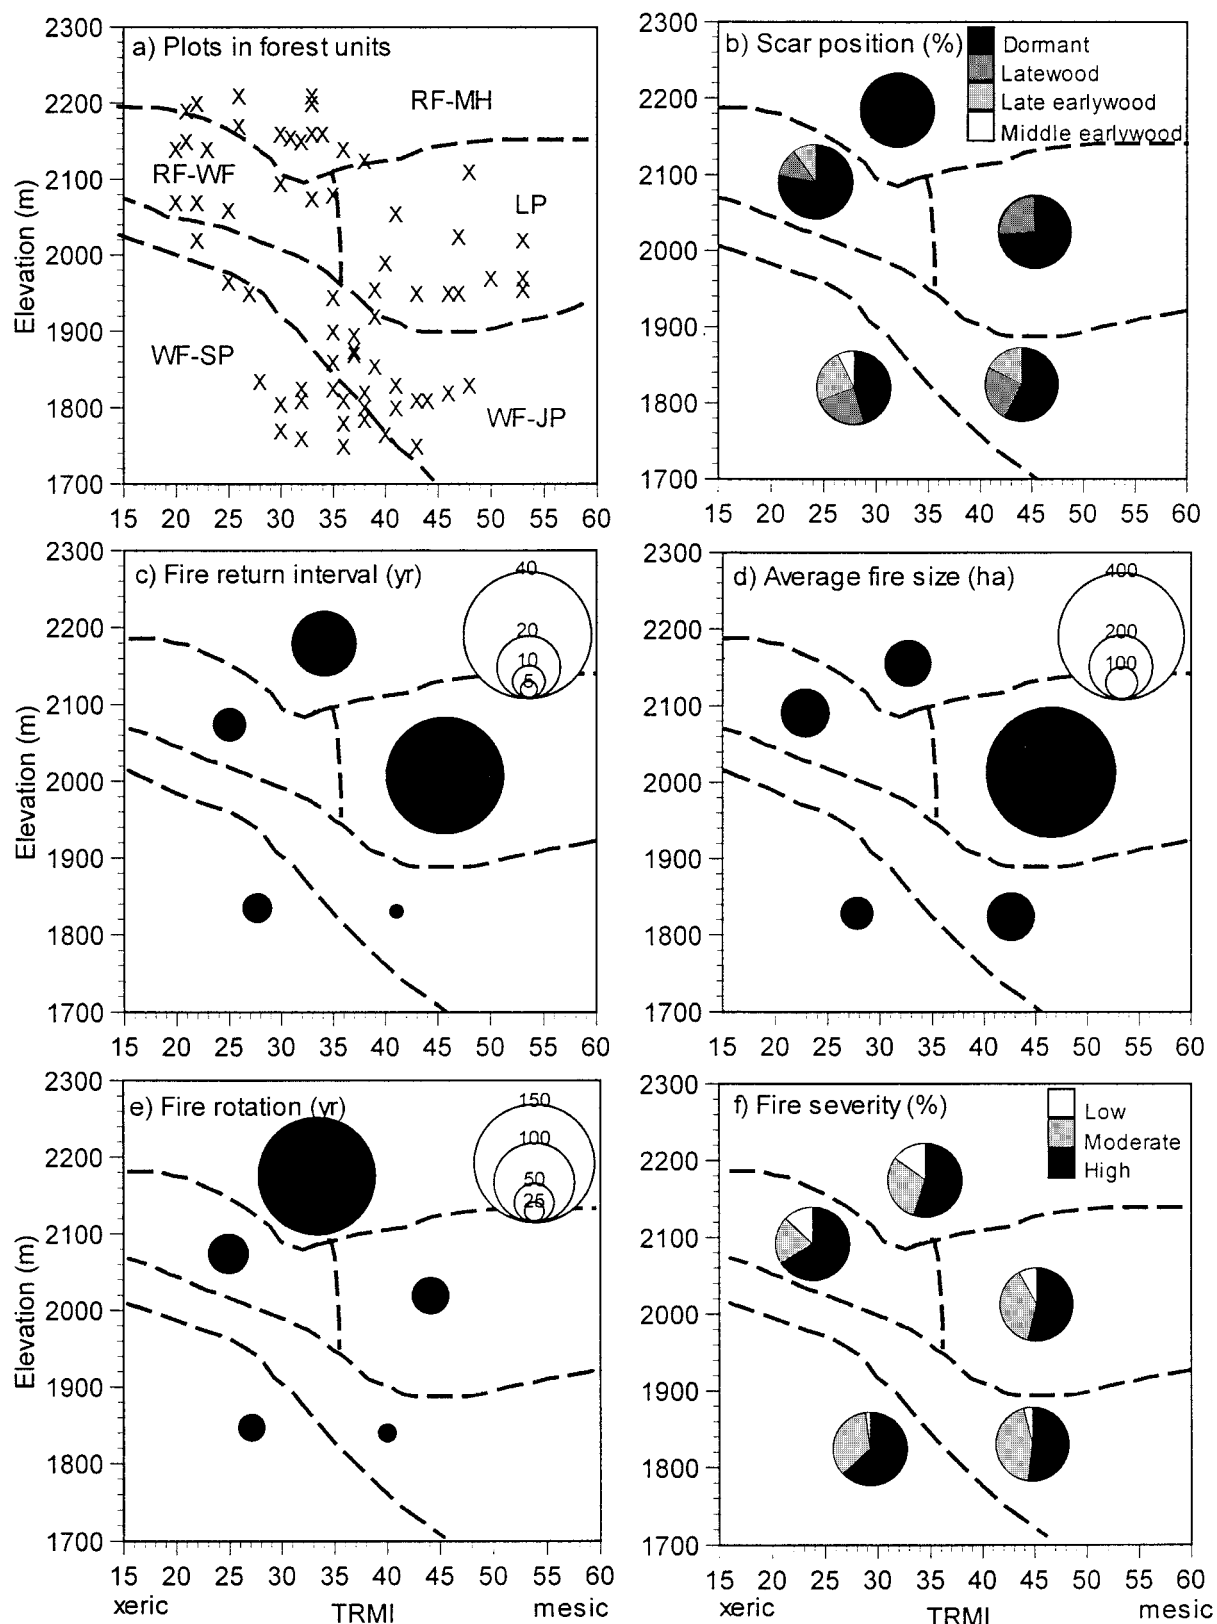 2300
a) Plots in forest units
RF-MH
2200
RF-WF
2100
LP
2000
1900
WF-SP
1800
WF-JP
1700
Elevation (m)
15 20 25 30 35 40 45 50 55 60
2300
b) Scar position (%)
Dormant
Latewood
Late earlywood
Middle earlywood
2200
2100
2000
1900
1800
1700
15 20 25 30 35 40 45 50 55 60
2300
c) Fire return interval (yr)
40
20
10
5
2200
2100
2000
1900
1800
1700
Elevation (m)
15 20 25 30 35 40 45 50 55 60
2300
d) Average fire size (ha)
400
200
100
2200
2100
2000
1900
1800
1700
15 20 25 30 35 40 45 50 55 60
2300
e) Fire rotation (yr)
150
100
50
25
2200
2100
2000
1900
1800
1700
Elevation (m)
15 20 25 30 35 40 45 50 55 60
xeric TRMI mesic
2300
f) Fire severity (%)
Low
Moderate
High
2200
2100
2000
1900
1800
1700
15 20 25 30 35 40 45 50 55 60
xeric TRMI mesic